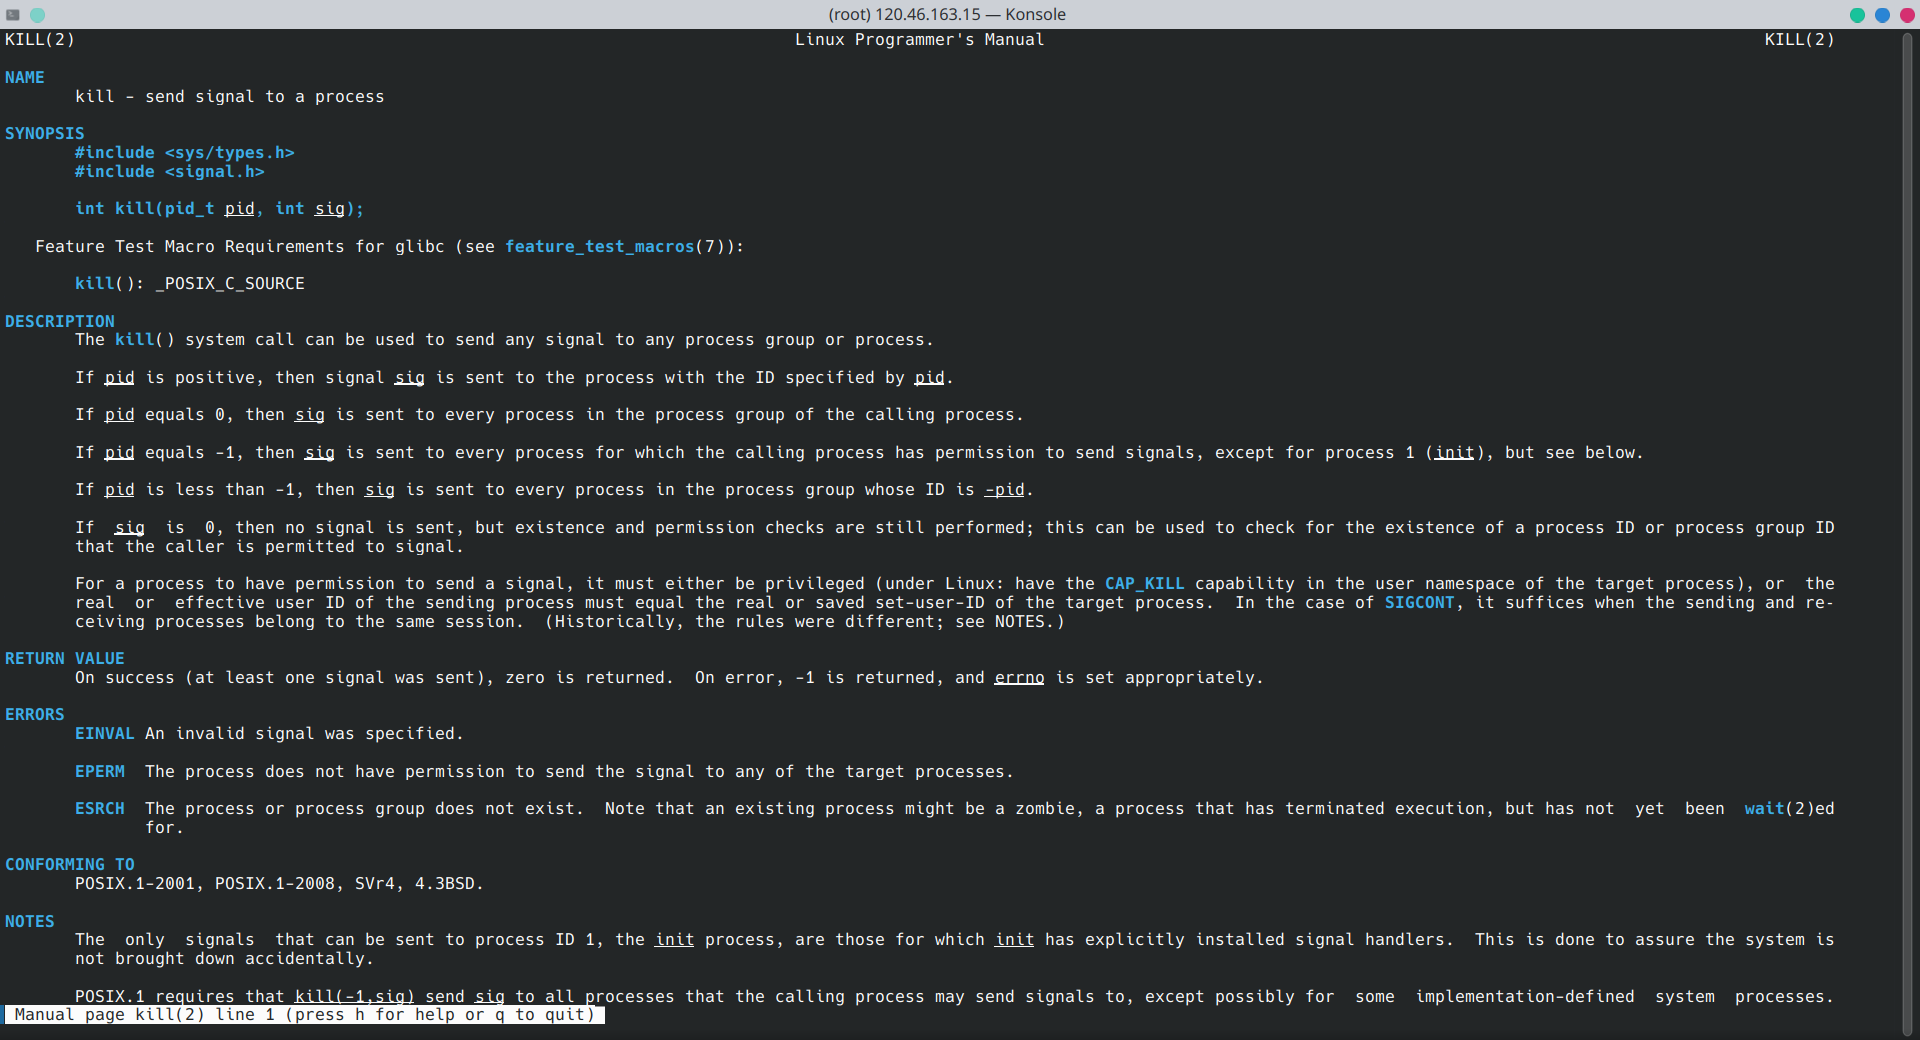 (root) 120.46.163.15 — Konsole
KILL(2) Linux Programmer's Manual KILL(2)
NAME
kill - send signal to a process
SYNOPSIS
#include <sys/types.h>
#include <signal.h>
int kill(pid_t pid, int sig);
Feature Test Macro Requirements for glibc (see feature_test_macros(7)):
kill(): _POSIX_C_SOURCE
DESCRIPTION
The kill() system call can be used to send any signal to any process group or process.
If pid is positive, then signal sig is sent to the process with the ID specified by pid.
If pid equals 0, then sig is sent to every process in the process group of the calling process.
If pid equals -1, then sig is sent to every process for which the calling process has permission to send signals, except for process 1 (init), but see below.
If pid is less than -1, then sig is sent to every process in the process group whose ID is -pid.
If sig is 0, then no signal is sent, but existence and permission checks are still performed; this can be used to check for the existence of a process ID or process group ID
that the caller is permitted to signal.
For a process to have permission to send a signal, it must either be privileged (under Linux: have the CAP_KILL capability in the user namespace of the target process), or the
real or effective user ID of the sending process must equal the real or saved set-user-ID of the target process. In the case of SIGCONT, it suffices when the sending and re-
ceiving processes belong to the same session. (Historically, the rules were different; see NOTES.)
RETURN VALUE
On success (at least one signal was sent), zero is returned. On error, -1 is returned, and errno is set appropriately.
ERRORS
EINVAL An invalid signal was specified.
EPERM The process does not have permission to send the signal to any of the target processes.
ESRCH The process or process group does not exist. Note that an existing process might be a zombie, a process that has terminated execution, but has not yet been wait(2)ed
for.
CONFORMING TO
POSIX.1-2001, POSIX.1-2008, SVr4, 4.3BSD.
NOTES
The only signals that can be sent to process ID 1, the init process, are those for which init has explicitly installed signal handlers. This is done to assure the system is
not brought down accidentally.
POSIX.1 requires that kill(-1,sig) send sig to all processes that the calling process may send signals to, except possibly for some implementation-defined system processes.
Manual page kill(2) line 1 (press h for help or q to quit)